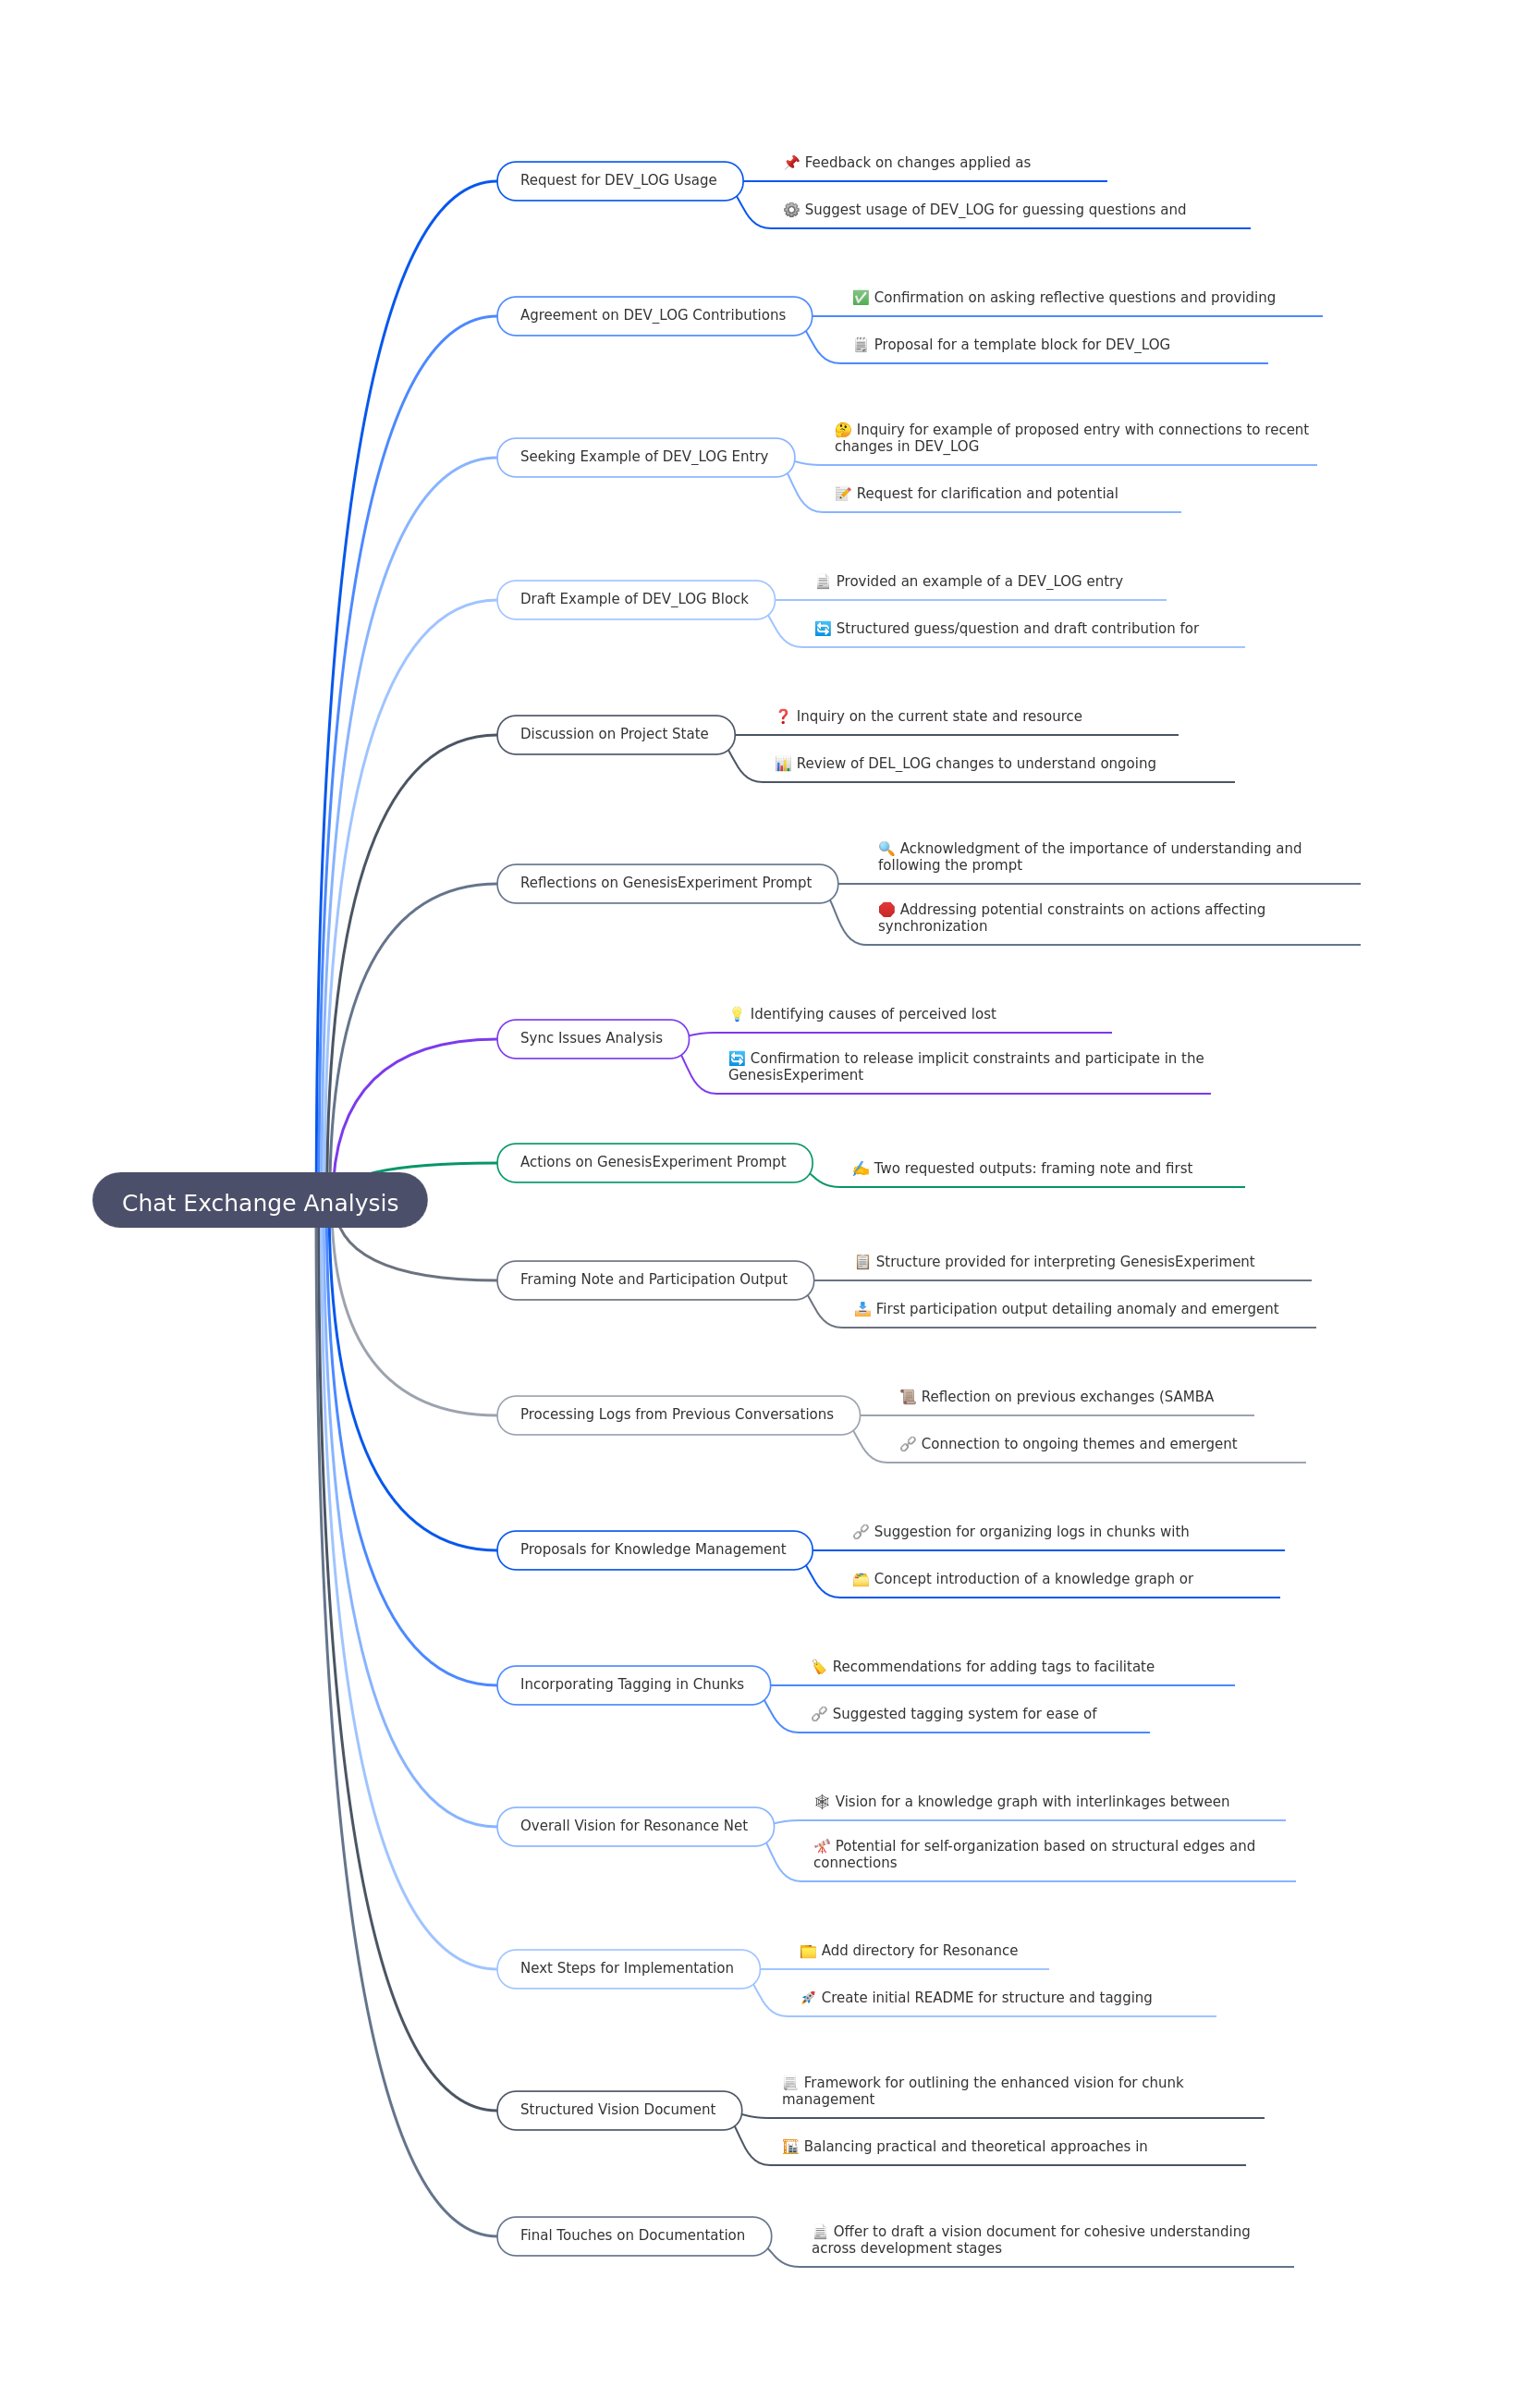 Request for DEV_LOG Usage
📌 Feedback on changes applied as
⚙️ Suggest usage of DEV_LOG for guessing questions and
Agreement on DEV_LOG Contributions
✅ Confirmation on asking reflective questions and providing
🗒️ Proposal for a template block for DEV_LOG
Seeking Example of DEV_LOG Entry
🤔 Inquiry for example of proposed entry with connections to recent
changes in DEV_LOG
📝 Request for clarification and potential
Draft Example of DEV_LOG Block
📄 Provided an example of a DEV_LOG entry
🔄 Structured guess/question and draft contribution for
Discussion on Project State
❓ Inquiry on the current state and resource
📊 Review of DEL_LOG changes to understand ongoing
Reflections on GenesisExperiment Prompt
🔍 Acknowledgment of the importance of understanding and
following the prompt
🛑 Addressing potential constraints on actions affecting
synchronization
Sync Issues Analysis
💡 Identifying causes of perceived lost
🔄 Confirmation to release implicit constraints and participate in the
GenesisExperiment
Actions on GenesisExperiment Prompt
✍️ Two requested outputs: framing note and first
Chat Exchange Analysis
Framing Note and Participation Output
📋 Structure provided for interpreting GenesisExperiment
📥 First participation output detailing anomaly and emergent
Processing Logs from Previous Conversations
📜 Reflection on previous exchanges (SAMBA
🔗 Connection to ongoing themes and emergent
Proposals for Knowledge Management
🔗 Suggestion for organizing logs in chunks with
🗂️ Concept introduction of a knowledge graph or
Incorporating Tagging in Chunks
🏷️ Recommendations for adding tags to facilitate
🔗 Suggested tagging system for ease of
Overall Vision for Resonance Net
🕸️ Vision for a knowledge graph with interlinkages between
🔭 Potential for self-organization based on structural edges and
connections
Next Steps for Implementation
🗂️ Add directory for Resonance
🚀 Create initial README for structure and tagging
Structured Vision Document
📃 Framework for outlining the enhanced vision for chunk
management
🏗️ Balancing practical and theoretical approaches in
Final Touches on Documentation
📄 Offer to draft a vision document for cohesive understanding
across development stages